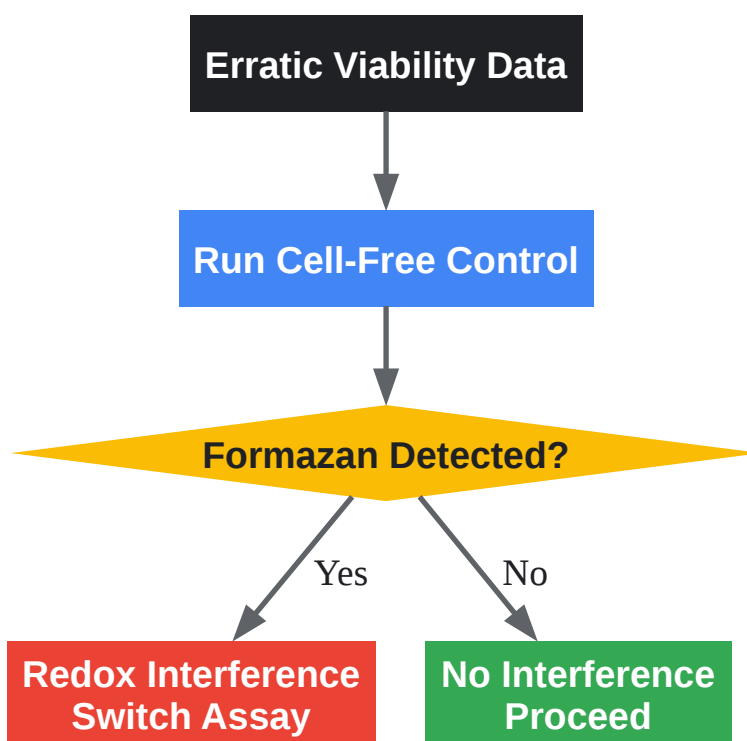 Erratic Viability Data
Run Cell-Free Control
Formazan Detected?
Yes
No
Redox Interference
Switch Assay
No Interference
Proceed